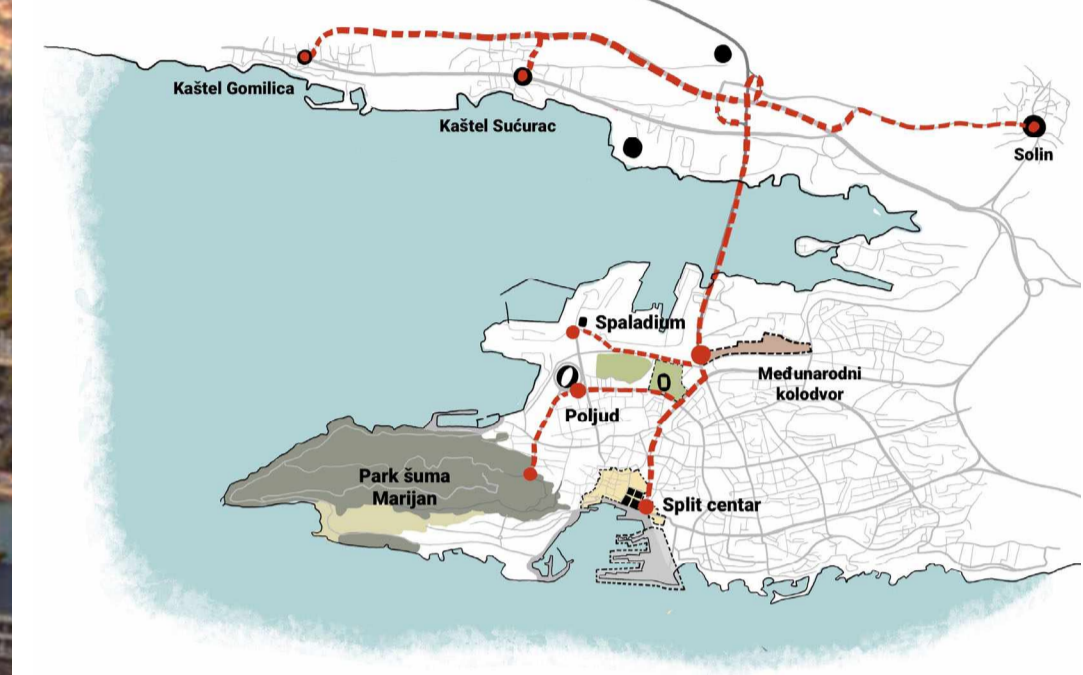 Kaštel Gomilica
Kaštel Sućurac
Solin
Spaladium
Međunarodni
kolodvor
Poljud
Park šuma
Marijan
Split centar